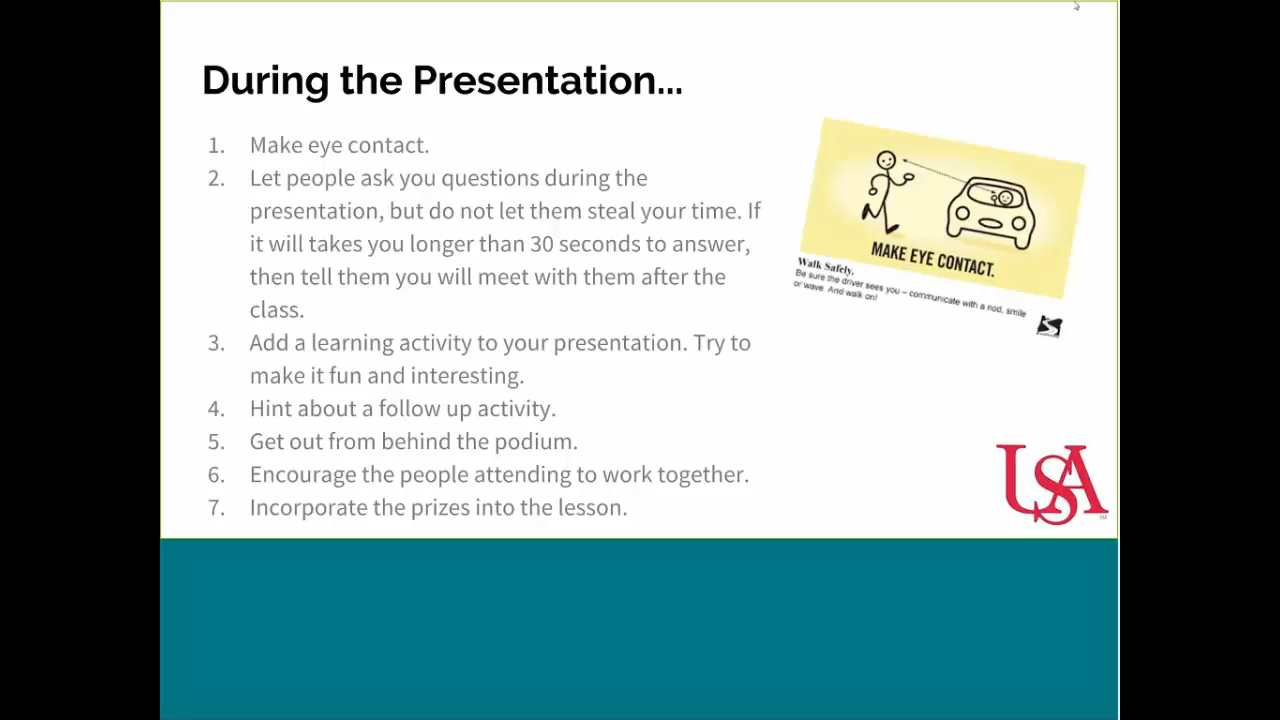 During the Presentation...
1. Make eye contact.
2. Let people ask you questions during the
presentation, but do not let them steal your time. If
it will takes you longer than 30 seconds to answer,
then tell them you will meet with them after the
class.
3. Add a learning activity to your presentation. Try to
make it fun and interesting.
4. Hint about a follow up activity.
5. Get out from behind the podium.
6. Encourage the people attending to work together.
7. Incorporate the prizes into the lesson.
MAKE EYE CONTACT.
Walk Safely.
Be sure the driver sees you – communicate with a nod, smile
or wave. And walk on!
USA
TM